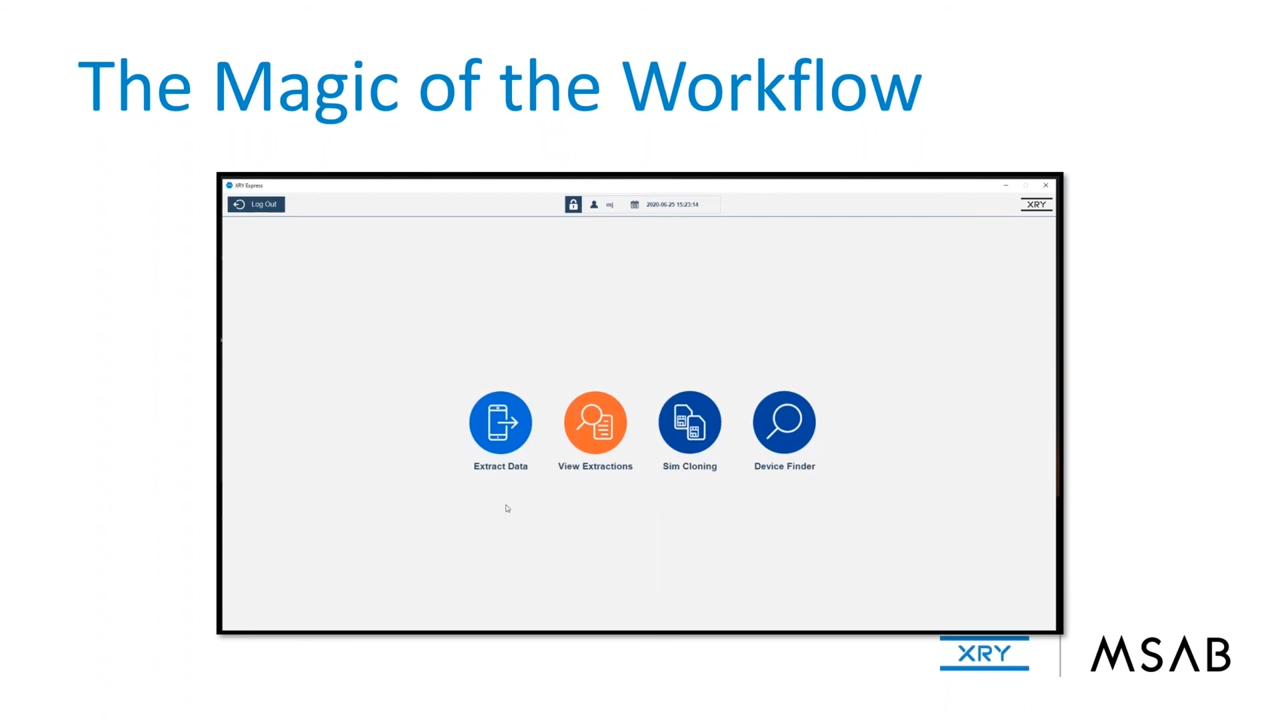 The Magic of the Workflow
XRY Express
Log Out
2020-06-25 15:23:14
XRY
Extract Data
View Extractions
Sim Cloning
Device Finder
XRY
MSAB